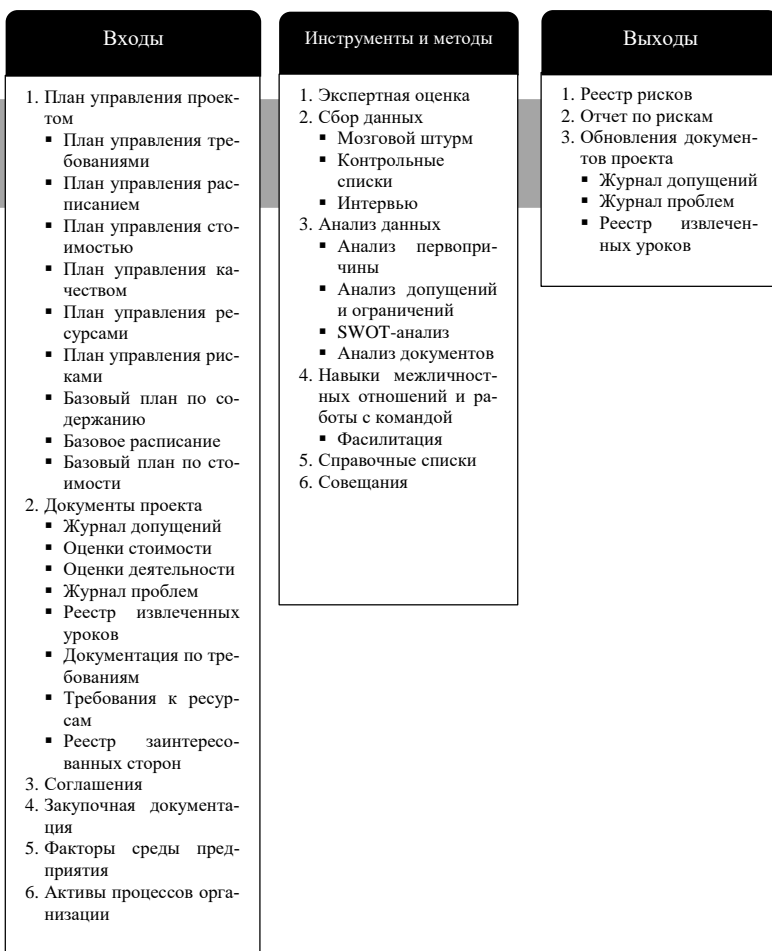 Входы
1. План управления проек-
том
▪ План управления тре-
бованиями
▪ План управления рас-
писанием
▪ План управления сто-
имостью
▪ План управления ка-
чеством
▪ План управления ре-
сурсами
▪ План управления рис-
ками
▪ Базовый план по со-
держанию
▪ Базовое расписание
▪ Базовый план по сто-
имости
2. Документы проекта
▪ Журнал допущений
▪ Оценки стоимости
▪ Оценки деятельности
▪ Журнал проблем
▪ Реестр извлеченных
уроков
▪ Документация по тре-
бованиям
▪ Требования к ресур-
сам
▪ Реестр заинтересо-
ванных сторон
3. Соглашения
4. Закупочная документа-
ция
5. Факторы среды пред-
приятия
6. Активы процессов орга-
низации
Инструменты и методы
1. Экспертная оценка
2. Сбор данных
▪ Мозговой штурм
▪ Контрольные
списки
▪ Интервью
3. Анализ данных
▪ Анализ первопри-
чины
▪ Анализ допущений
и ограничений
▪ SWOT-анализ
▪ Анализ документов
4. Навыки межличност-
ных отношений и ра-
боты с командой
▪ Фасилитация
5. Справочные списки
6. Совещания
Выходы
1. Реестр рисков
2. Отчет по рискам
3. Обновления докумен-
тов проекта
▪ Журнал допущений
▪ Журнал проблем
▪ Реестр извлечен-
ных уроков